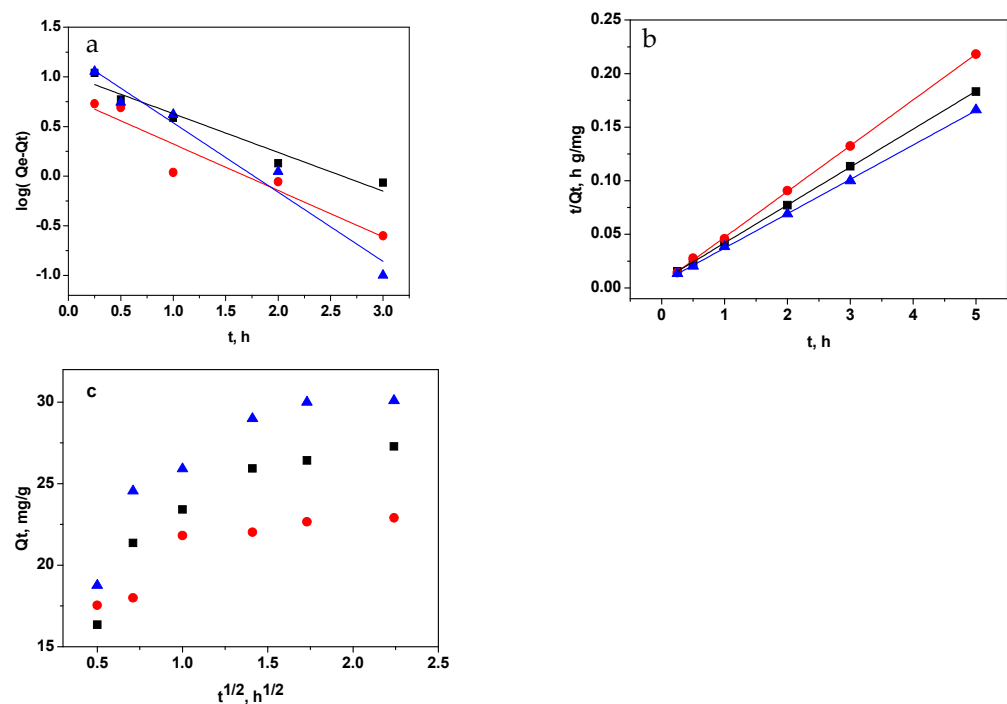 a
1.5
1.0
0.5
0.0
-0.5
-1.0
log( Qe-Qt)
0.0 0.5 1.0 1.5 2.0 2.5 3.0
t, h
b
0.25
0.20
0.15
0.10
0.05
0.00
t/Qt, h g/mg
0 1 2 3 4 5
t, h
c
30
25
20
15
Qt, mg/g
0.5 1.0 1.5 2.0 2.5
t^1/2, h^1/2